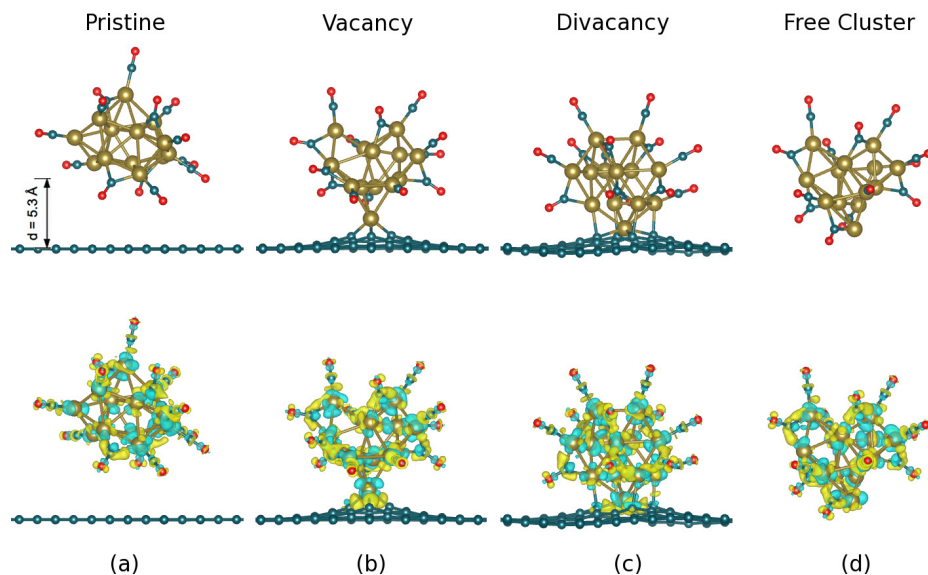 Pristine
Vacancy
Divacancy
Free Cluster
d = 5.3 Å
(a)
(b)
(c)
(d)